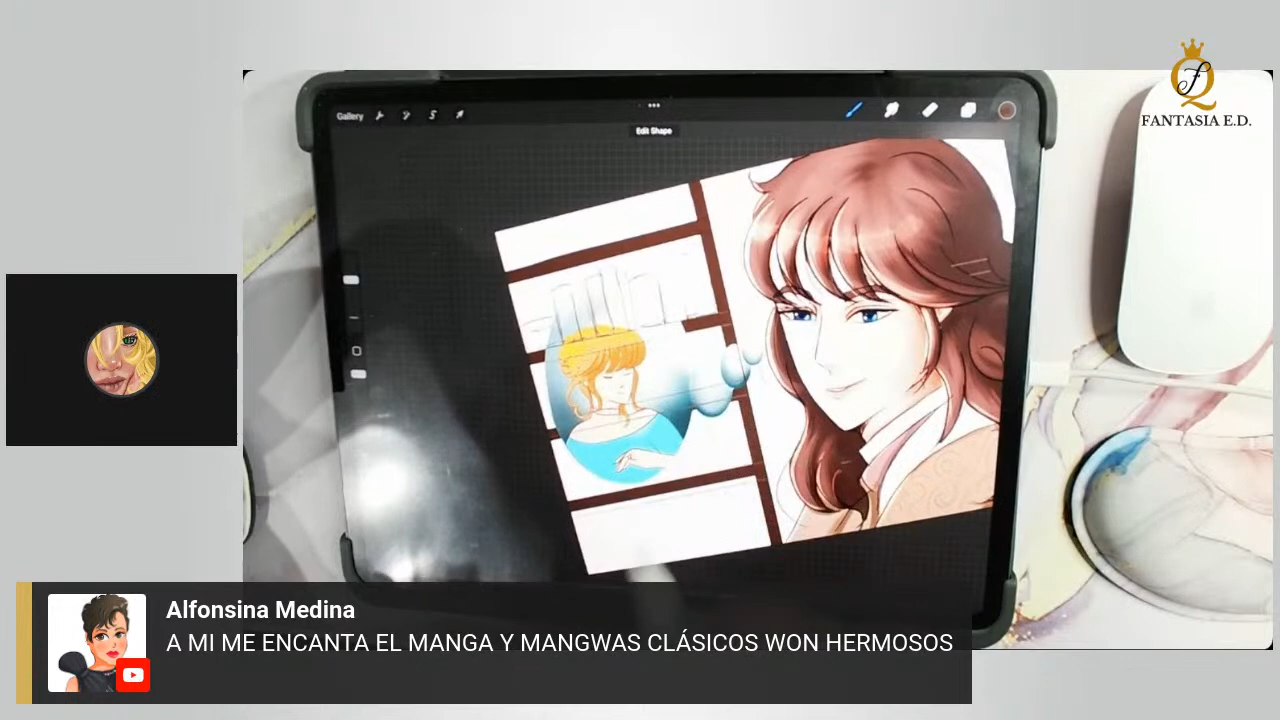 FANTASIA E.D.
Gallery
Edit Shape
Alfonsina Medina
A MI ME ENCANTA EL MANGA Y MANGWAS CLÁSICOS WON HERMOSOS